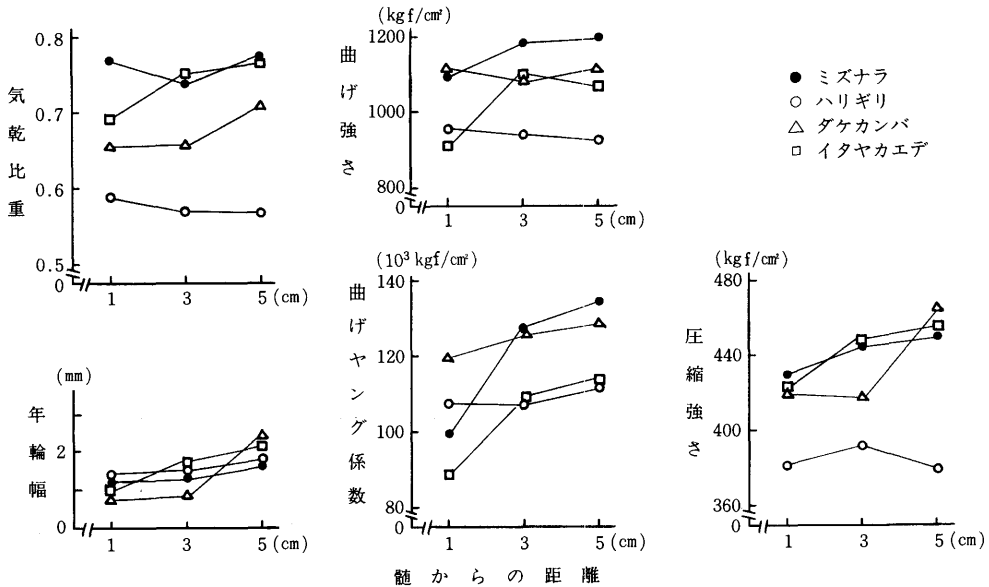 気乾比重
0.8
0.7
0.6
0.5
0
1 3 5 (cm)
(kgf/cm²)
曲げ強さ
1200
1000
800
0
1 3 5 (cm)
● ミズナラ
○ ハリギリ
△ ダケカンバ
□ イタヤカエデ
(mm)
年輪幅
2
0
1 3 5 (cm)
(10³ kgf/cm²)
曲げヤング係数
140
120
100
80
0
1 3 5 (cm)
(kgf/cm²)
圧縮強さ
480
440
400
360
0
1 3 5 (cm)
髄からの距離